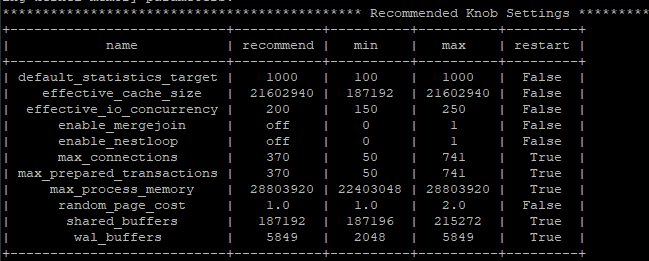 ******************************************** Recommended Knob Settings *********
+---------------------------+-----------+----------+----------+---------+
| name | recommend | min | max | restart |
+---------------------------+-----------+----------+----------+---------+
| default_statistics_target | 1000 | 100 | 1000 | False |
| effective_cache_size | 21602940 | 187192 | 21602940 | False |
| effective_io_concurrency | 200 | 150 | 250 | False |
| enable_mergejoin | off | 0 | 1 | False |
| enable_nestloop | off | 0 | 1 | False |
| max_connections | 370 | 50 | 741 | True |
| max_prepared_transactions | 370 | 50 | 741 | True |
| max_process_memory | 28803920 | 22403048 | 28803920 | True |
| random_page_cost | 1.0 | 1.0 | 2.0 | False |
| shared_buffers | 187192 | 187196 | 215272 | True |
| wal_buffers | 5849 | 2048 | 5849 | True |
+---------------------------+-----------+----------+----------+---------+